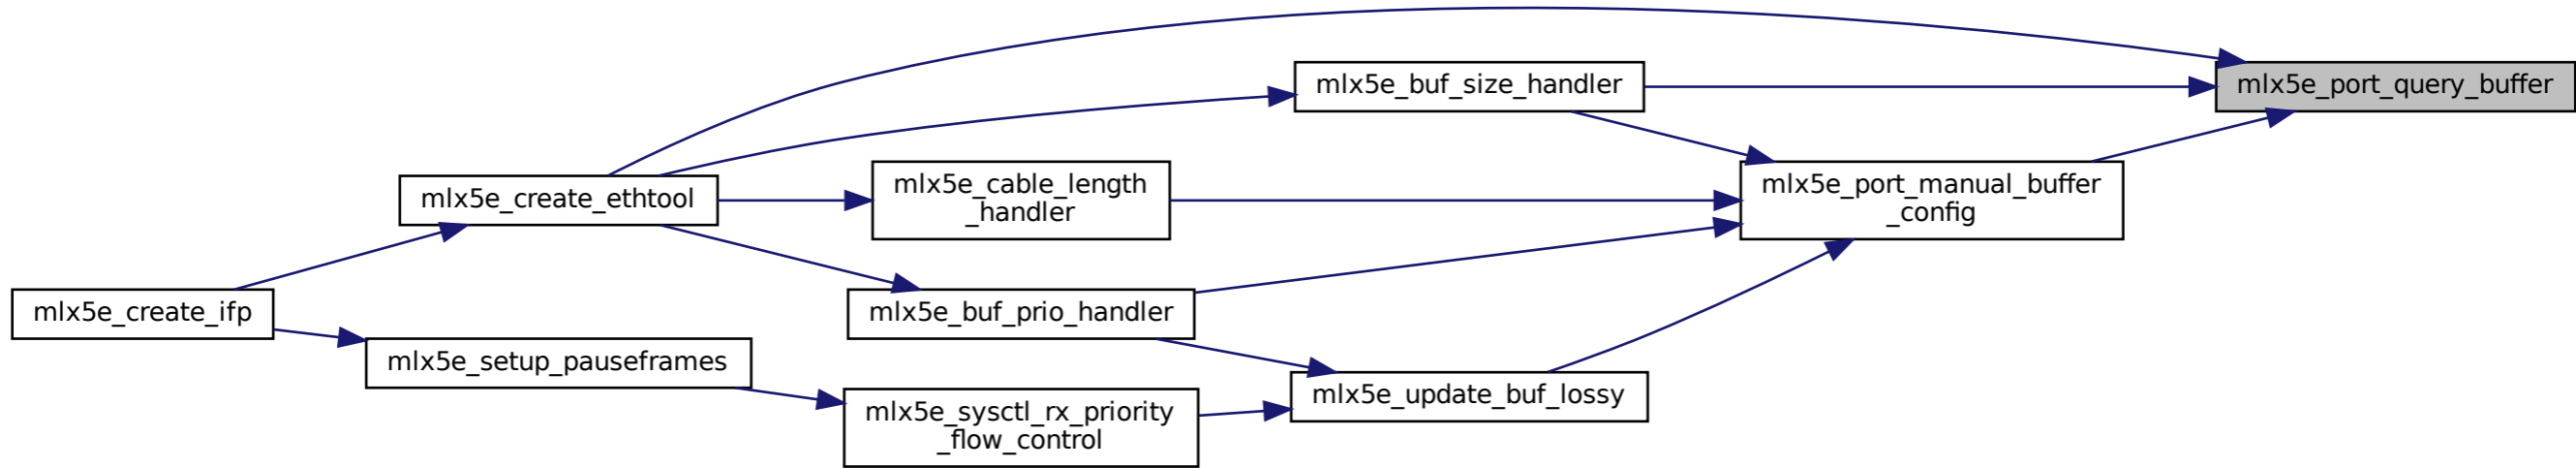 mlx5e_port_query_buffer
mlx5e_buf_size_handler
mlx5e_port_manual_buffer
_config
mlx5e_cable_length
_handler
mlx5e_create_ethtool
mlx5e_buf_prio_handler
mlx5e_create_ifp
mlx5e_setup_pauseframes
mlx5e_update_buf_lossy
mlx5e_sysctl_rx_priority
_flow_control